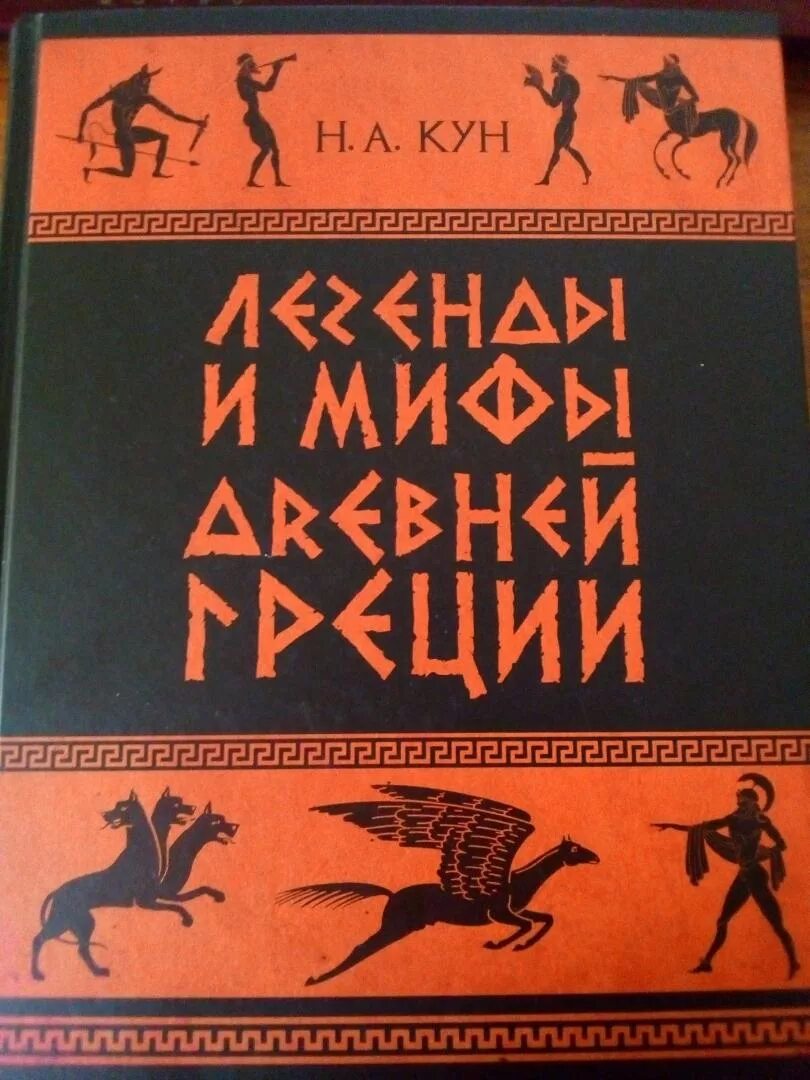 Н. А. КУН
ЛЕГЕНДЫ
И МИФЫ
ДРЕВНЕЙ
ГРЕЦИИ